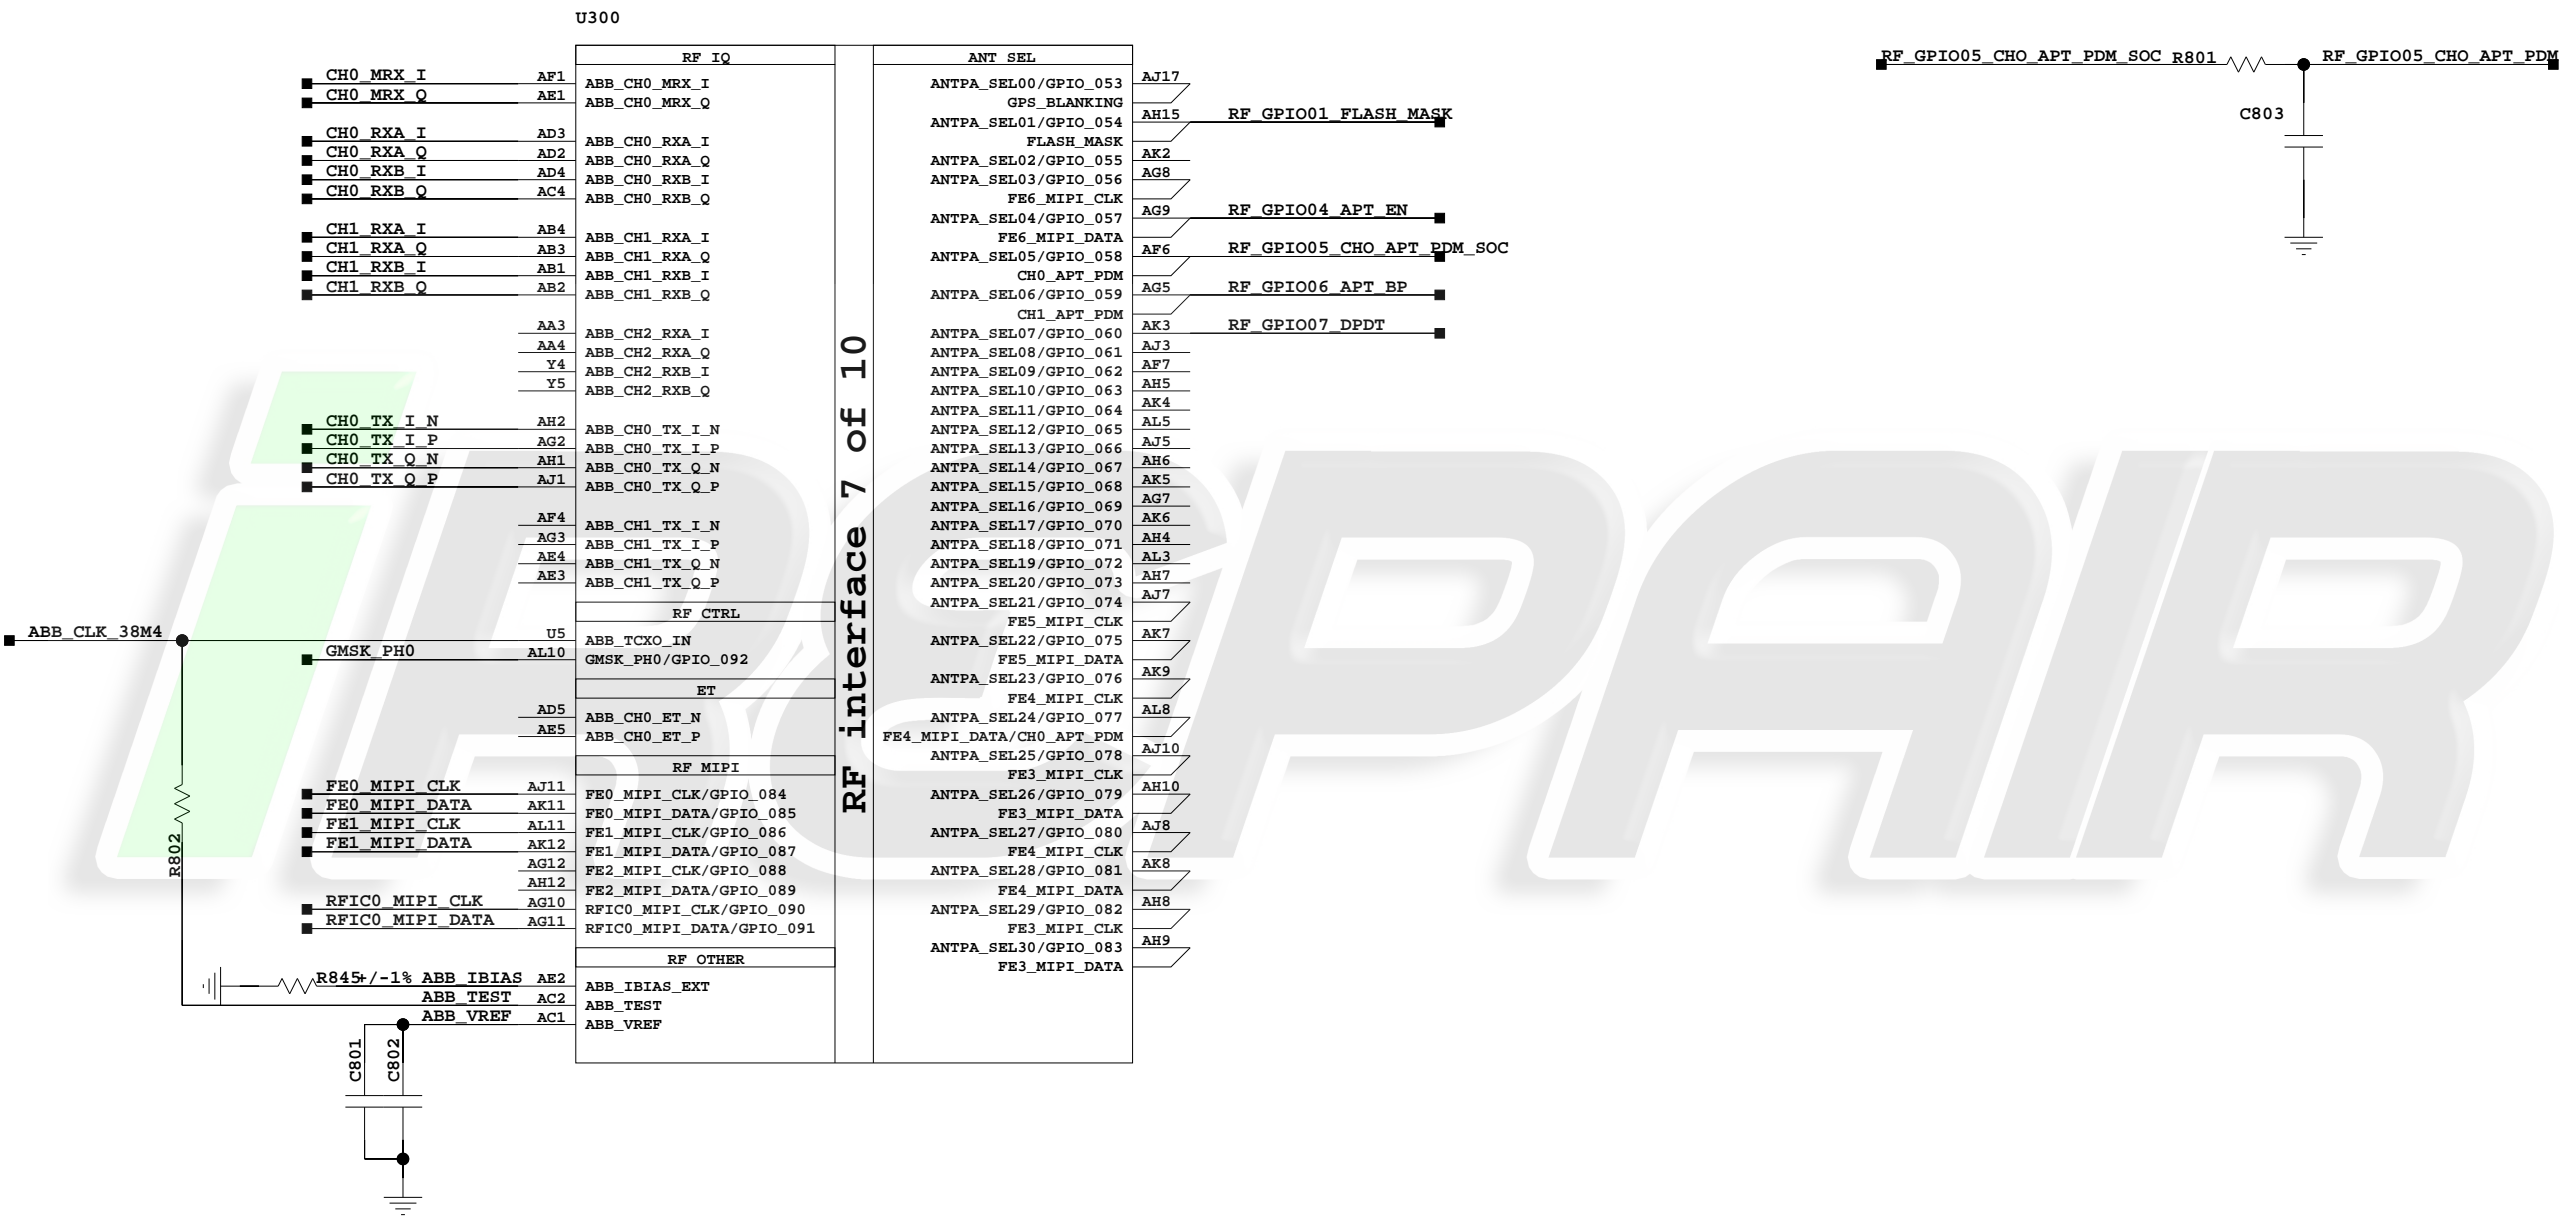 U300
RF IQ
CH0_MRX_I AF1 ABB_CH0_MRX_I
CH0_MRX_Q AE1 ABB_CH0_MRX_Q
CH0_RXA_I AD3 ABB_CH0_RXA_I
CH0_RXA_Q AD2 ABB_CH0_RXA_Q
CH0_RXB_I AD4 ABB_CH0_RXB_I
CH0_RXB_Q AC4 ABB_CH0_RXB_Q
CH1_RXA_I AB4 ABB_CH1_RXA_I
CH1_RXA_Q AB3 ABB_CH1_RXA_Q
CH1_RXB_I AB1 ABB_CH1_RXB_I
CH1_RXB_Q AB2 ABB_CH1_RXB_Q
AA3 ABB_CH2_RXA_I
AA4 ABB_CH2_RXA_Q
Y4 ABB_CH2_RXB_I
Y5 ABB_CH2_RXB_Q
CH0_TX_I_N AH2 ABB_CH0_TX_I_N
CH0_TX_I_P AG2 ABB_CH0_TX_I_P
CH0_TX_Q_N AH1 ABB_CH0_TX_Q_N
CH0_TX_Q_P AJ1 ABB_CH0_TX_Q_P
AF4 ABB_CH1_TX_I_N
AG3 ABB_CH1_TX_I_P
AE4 ABB_CH1_TX_Q_N
AE3 ABB_CH1_TX_Q_P
RF CTRL
ABB_CLK_38M4 U5 ABB_TCXO_IN
GMSK_PH0 AL10 GMSK_PH0/GPIO_092
ET
AD5 ABB_CH0_ET_N
AE5 ABB_CH0_ET_P
RF MIPI
FE0_MIPI_CLK AJ11 FE0_MIPI_CLK/GPIO_084
FE0_MIPI_DATA AK11 FE0_MIPI_DATA/GPIO_085
FE1_MIPI_CLK AL11 FE1_MIPI_CLK/GPIO_086
FE1_MIPI_DATA AK12 FE1_MIPI_DATA/GPIO_087
AG12 FE2_MIPI_CLK/GPIO_088
AH12 FE2_MIPI_DATA/GPIO_089
RFIC0_MIPI_CLK AG10 RFIC0_MIPI_CLK/GPIO_090
RFIC0_MIPI_DATA AG11 RFIC0_MIPI_DATA/GPIO_091
R802
RF OTHER
R845 +/-1% ABB_IBIAS AE2 ABB_IBIAS_EXT
ABB_TEST AC2 ABB_TEST
ABB_VREF AC1 ABB_VREF
C801
C802
RF interface 7 of 10
ANT SEL
ANTPA_SEL00/GPIO_053 AJ17
GPS_BLANKING
ANTPA_SEL01/GPIO_054 AH15 RF_GPIO01_FLASH_MASK
FLASH_MASK
ANTPA_SEL02/GPIO_055 AK2
ANTPA_SEL03/GPIO_056 AG8
FE6_MIPI_CLK
ANTPA_SEL04/GPIO_057 AG9 RF_GPIO04_APT_EN
FE6_MIPI_DATA
ANTPA_SEL05/GPIO_058 AF6 RF_GPIO05_CHO_APT_PDM_SOC
CH0_APT_PDM
ANTPA_SEL06/GPIO_059 AG5 RF_GPIO06_APT_BP
CH1_APT_PDM
ANTPA_SEL07/GPIO_060 AK3 RF_GPIO07_DPDT
ANTPA_SEL08/GPIO_061 AJ3
ANTPA_SEL09/GPIO_062 AF7
ANTPA_SEL10/GPIO_063 AH5
ANTPA_SEL11/GPIO_064 AK4
ANTPA_SEL12/GPIO_065 AL5
ANTPA_SEL13/GPIO_066 AJ5
ANTPA_SEL14/GPIO_067 AH6
ANTPA_SEL15/GPIO_068 AK5
ANTPA_SEL16/GPIO_069 AG7
ANTPA_SEL17/GPIO_070 AK6
ANTPA_SEL18/GPIO_071 AH4
ANTPA_SEL19/GPIO_072 AL3
ANTPA_SEL20/GPIO_073 AH7
ANTPA_SEL21/GPIO_074 AJ7
FE5_MIPI_CLK
ANTPA_SEL22/GPIO_075 AK7
FE5_MIPI_DATA
ANTPA_SEL23/GPIO_076 AK9
FE4_MIPI_CLK
ANTPA_SEL24/GPIO_077 AL8
FE4_MIPI_DATA/CH0_APT_PDM
ANTPA_SEL25/GPIO_078 AJ10
FE3_MIPI_CLK
ANTPA_SEL26/GPIO_079 AH10
FE3_MIPI_DATA
ANTPA_SEL27/GPIO_080 AJ8
FE4_MIPI_CLK
ANTPA_SEL28/GPIO_081 AK8
FE4_MIPI_DATA
ANTPA_SEL29/GPIO_082 AH8
FE3_MIPI_CLK
ANTPA_SEL30/GPIO_083 AH9
FE3_MIPI_DATA
RF_GPIO05_CHO_APT_PDM_SOC R801 RF_GPIO05_CHO_APT_PDM
C803
iREPAIR